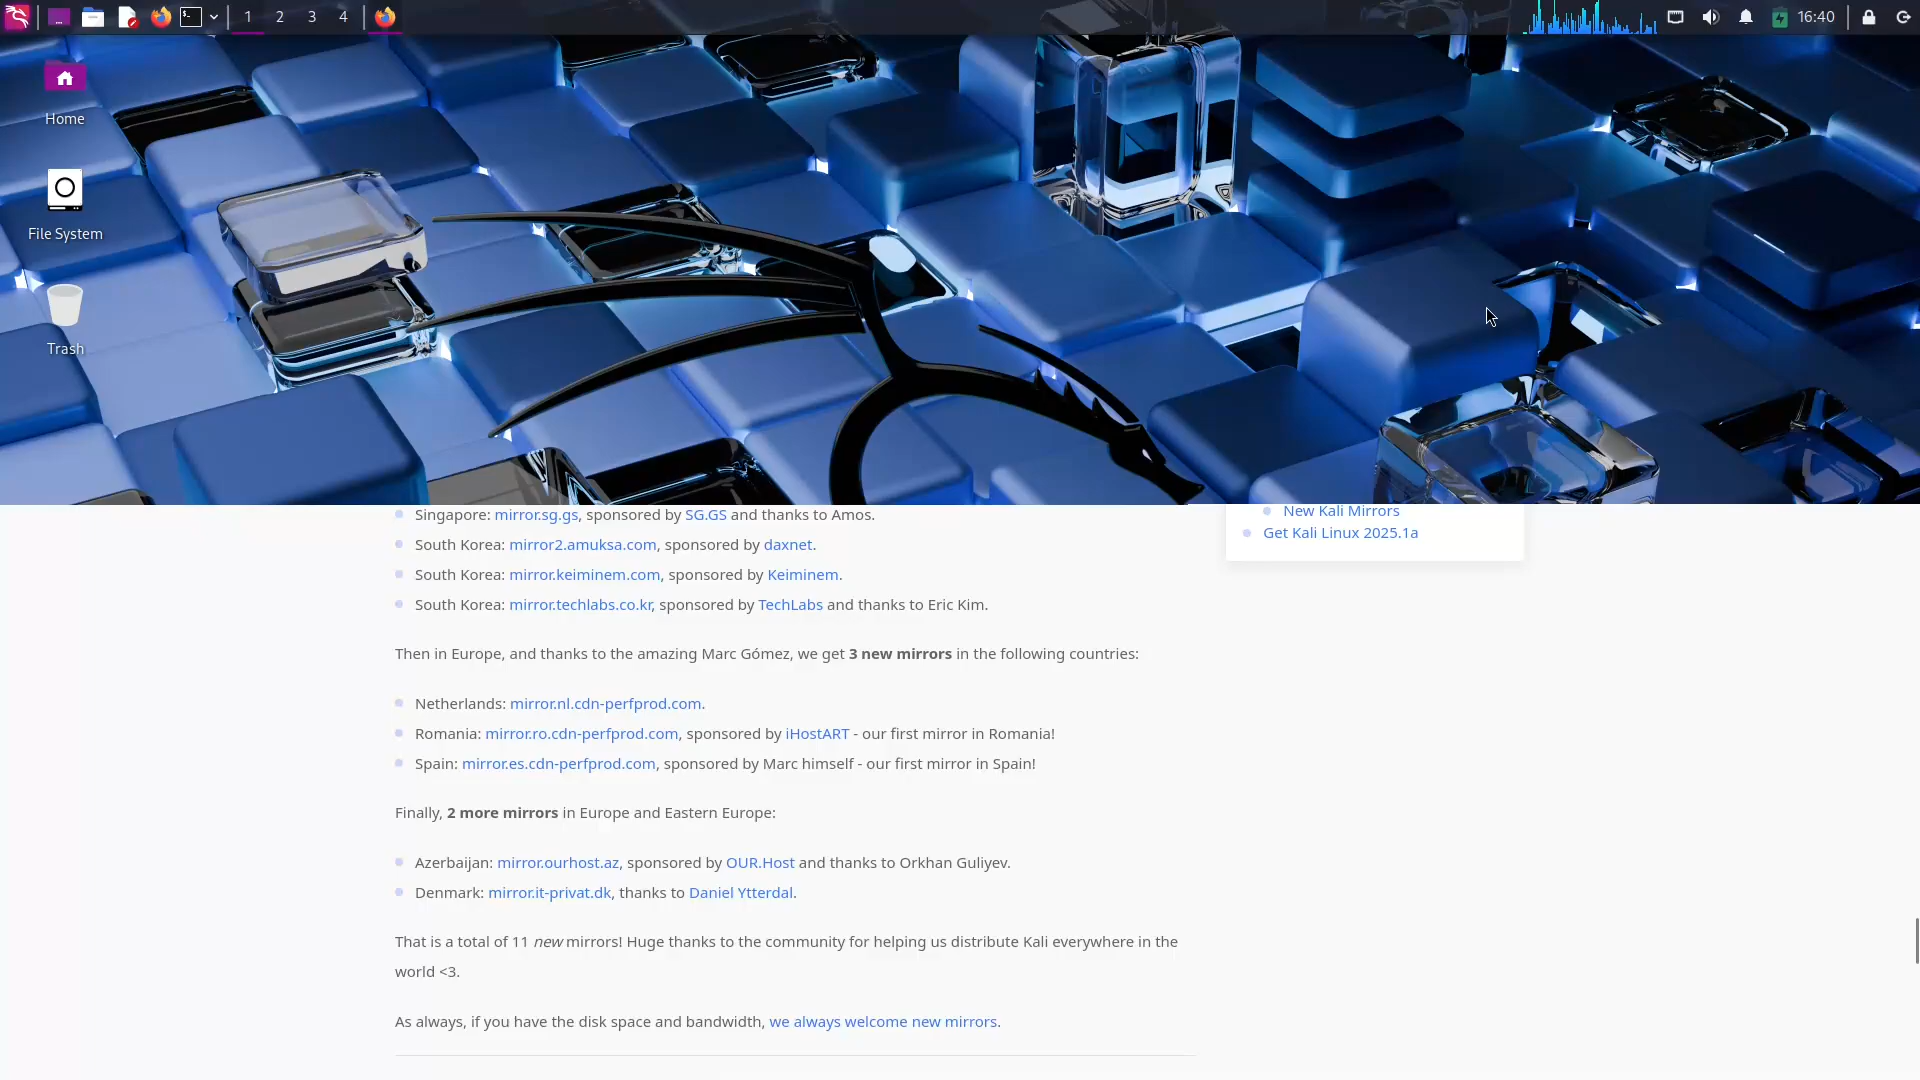 1 2 3 4 16:40
Home
File System
Trash
Singapore: mirror.sg.gs, sponsored by SG.GS and thanks to Amos.
New Kali Mirrors
Get Kali Linux 2025.1a
South Korea: mirror2.amuksa.com, sponsored by daxnet.
South Korea: mirror.keiminem.com, sponsored by Keiminem.
South Korea: mirror.techlabs.co.kr, sponsored by TechLabs and thanks to Eric Kim.
Then in Europe, and thanks to the amazing Marc Gómez, we get 3 new mirrors in the following countries:
Netherlands: mirror.nl.cdn-perfprod.com.
Romania: mirror.ro.cdn-perfprod.com, sponsored by iHostART - our first mirror in Romania!
Spain: mirror.es.cdn-perfprod.com, sponsored by Marc himself - our first mirror in Spain!
Finally, 2 more mirrors in Europe and Eastern Europe:
Azerbaijan: mirror.ourhost.az, sponsored by OUR.Host and thanks to Orkhan Guliyev.
Denmark: mirror.it-privat.dk, thanks to Daniel Ytterdal.
That is a total of 11 new mirrors! Huge thanks to the community for helping us distribute Kali everywhere in the
world <3.
As always, if you have the disk space and bandwidth, we always welcome new mirrors.